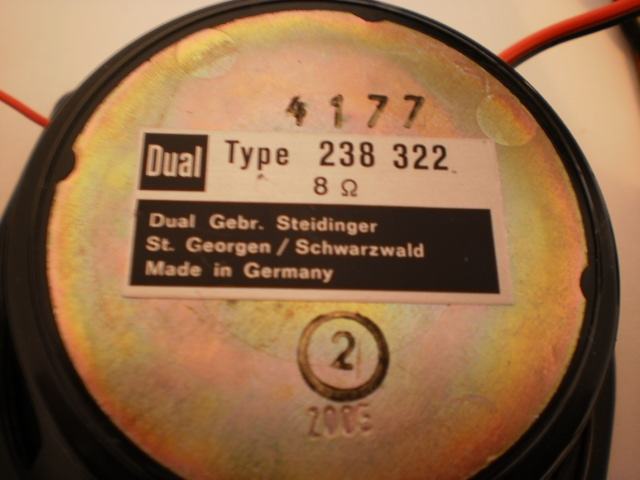 4177
Dual Type 238 322
8 Ω
Dual Gebr. Steidinger
St. Georgen / Schwarzwald
Made in Germany
2